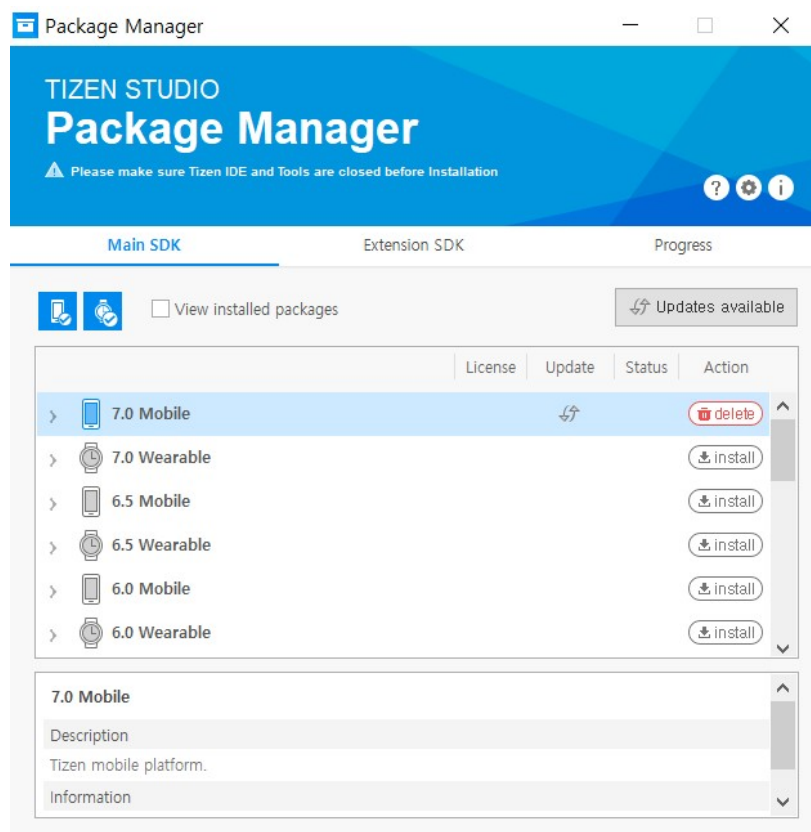 Package Manager
TIZEN STUDIO
Package Manager
Please make sure Tizen IDE and Tools are closed before Installation
Main SDK Extension SDK Progress
View installed packages Updates available
License Update Status Action
7.0 Mobile delete
7.0 Wearable install
6.5 Mobile install
6.5 Wearable install
6.0 Mobile install
6.0 Wearable install
7.0 Mobile
Description
Tizen mobile platform.
Information